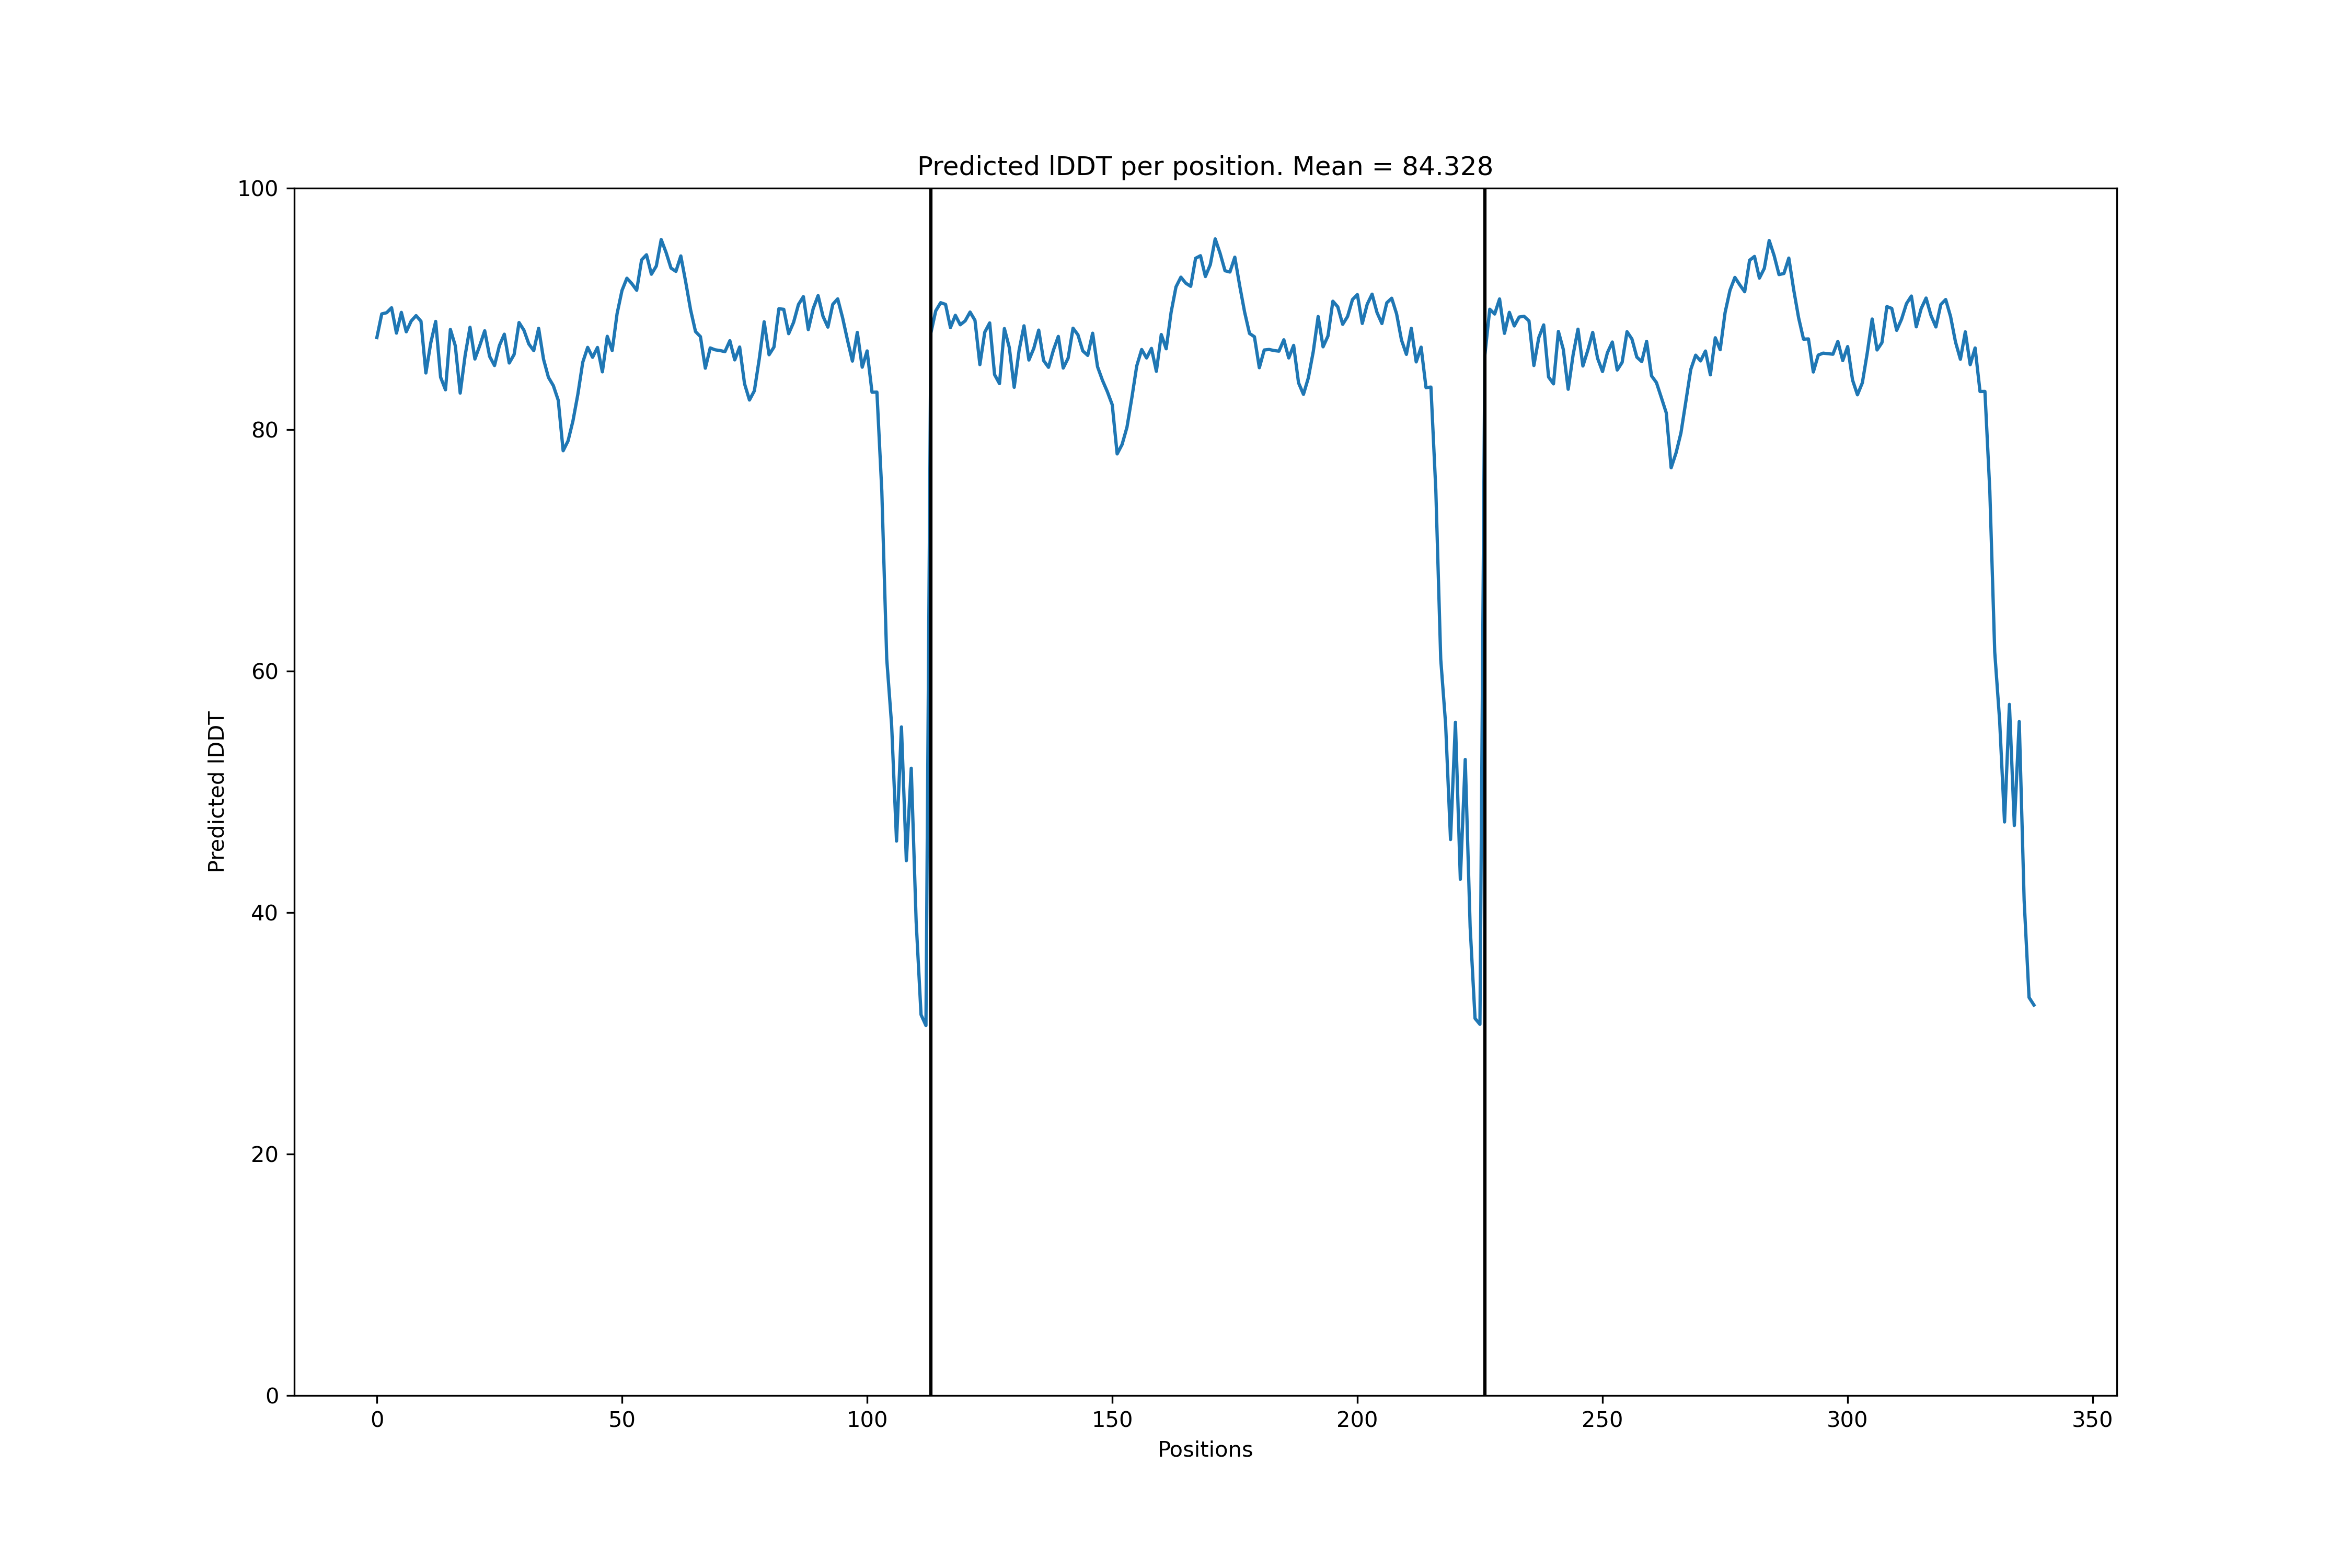 Predicted lDDT per position. Mean = 84.328
100
80
60
40
20
0
Predicted lDDT
0 50 100 150 200 250 300 350
Positions